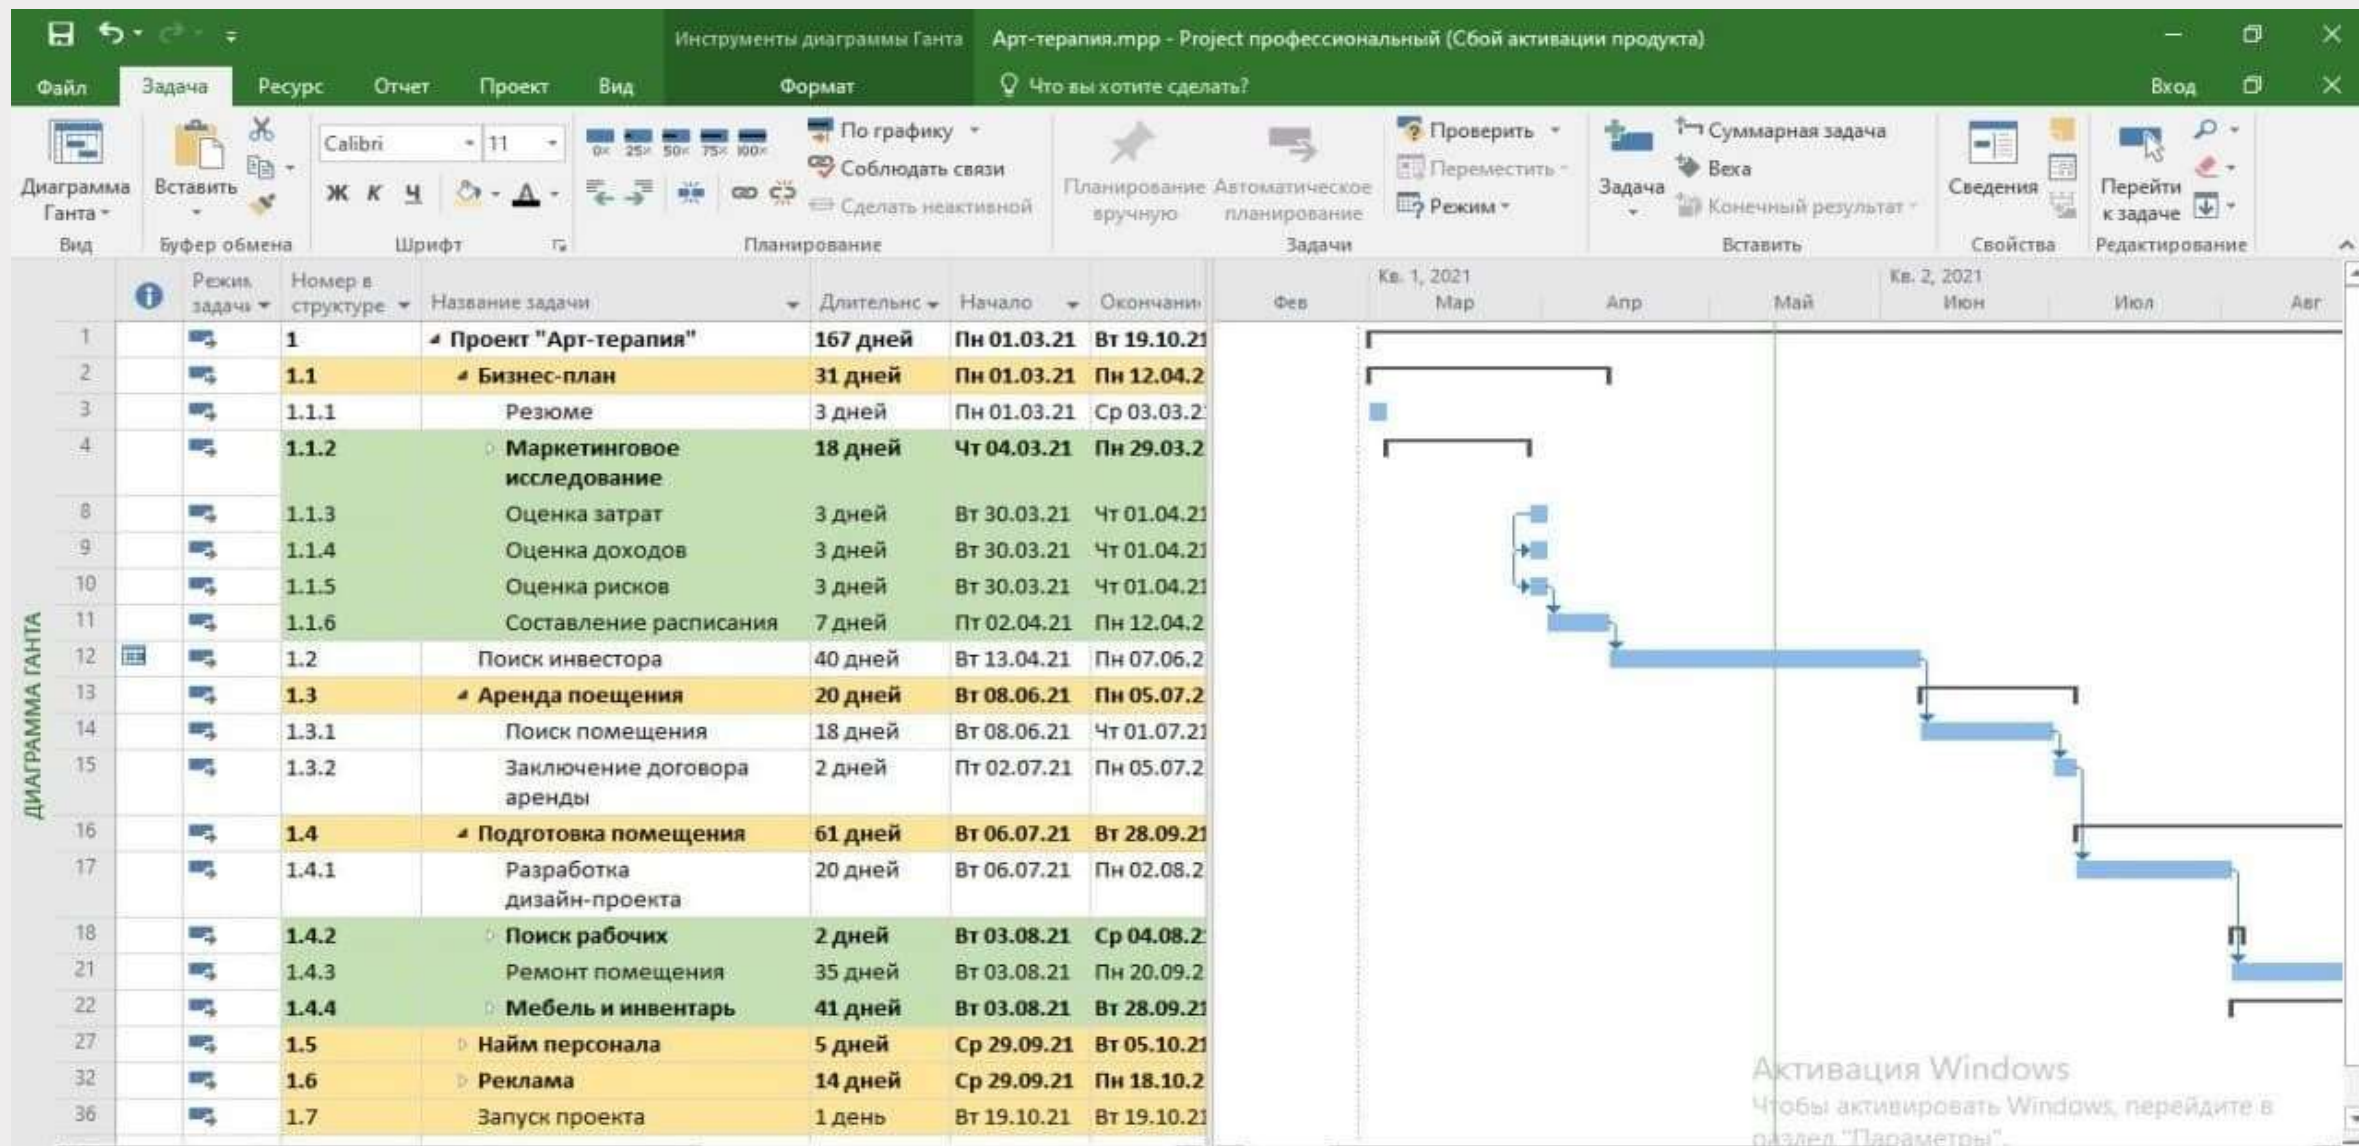 Инструменты диаграммы Ганта
Арт-терапия.mpp - Project профессиональный (Сбой активации продукта)
Файл Задача Ресурс Отчет Проект Вид Формат Что вы хотите сделать? Вход
Диаграмма Ганта
Вид
Вставить
Буфер обмена
Calibri 11
Ж К Ч
Шрифт
0× 25× 50× 75× 100×
По графику
Соблюдать связи
Сделать неактивной
Планирование
Планирование вручную
Автоматическое планирование
Проверить
Переместить
Режим
Задачи
Задача
Суммарная задача
Веха
Конечный результат
Вставить
Сведения
Свойства
Перейти к задаче
Редактирование
Режик задачи Номер в структуре Название задачи Длительнс Начало Окончани
Кв. 1, 2021 Кв. 2, 2021
Фев Мар Апр Май Июн Июл Авг
ДИАГРАММА ГАНТА
1 1 Проект "Арт-терапия" 167 дней Пн 01.03.21 Вт 19.10.21
2 1.1 Бизнес-план 31 дней Пн 01.03.21 Пн 12.04.2
3 1.1.1 Резюме 3 дней Пн 01.03.21 Ср 03.03.2
4 1.1.2 Маркетинговое 18 дней Чт 04.03.21 Пн 29.03.2
исследование
8 1.1.3 Оценка затрат 3 дней Вт 30.03.21 Чт 01.04.21
9 1.1.4 Оценка доходов 3 дней Вт 30.03.21 Чт 01.04.21
10 1.1.5 Оценка рисков 3 дней Вт 30.03.21 Чт 01.04.21
11 1.1.6 Составление расписания 7 дней Пт 02.04.21 Пн 12.04.2
12 1.2 Поиск инвестора 40 дней Вт 13.04.21 Пн 07.06.2
13 1.3 Аренда поещения 20 дней Вт 08.06.21 Пн 05.07.2
14 1.3.1 Поиск помещения 18 дней Вт 08.06.21 Чт 01.07.21
15 1.3.2 Заключение договора 2 дней Пт 02.07.21 Пн 05.07.2
аренды
16 1.4 Подготовка помещения 61 дней Вт 06.07.21 Вт 28.09.21
17 1.4.1 Разработка 20 дней Вт 06.07.21 Пн 02.08.2
дизайн-проекта
18 1.4.2 Поиск рабочих 2 дней Вт 03.08.21 Ср 04.08.2
21 1.4.3 Ремонт помещения 35 дней Вт 03.08.21 Пн 20.09.2
22 1.4.4 Мебель и инвентарь 41 дней Вт 03.08.21 Вт 28.09.21
27 1.5 Найм персонала 5 дней Ср 29.09.21 Вт 05.10.21
32 1.6 Реклама 14 дней Ср 29.09.21 Пн 18.10.2
36 1.7 Запуск проекта 1 день Вт 19.10.21 Вт 19.10.21
Активация Windows
Чтобы активировать Windows, перейдите в
раздел "Параметры".